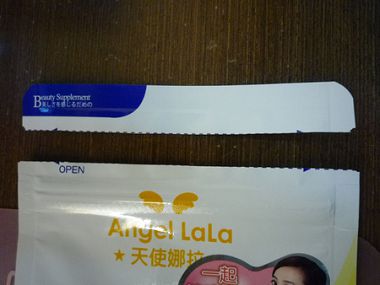 Beauty Supplement
美しさを感じるための
OPEN
Angel LaLa
★天使娜拉
一起